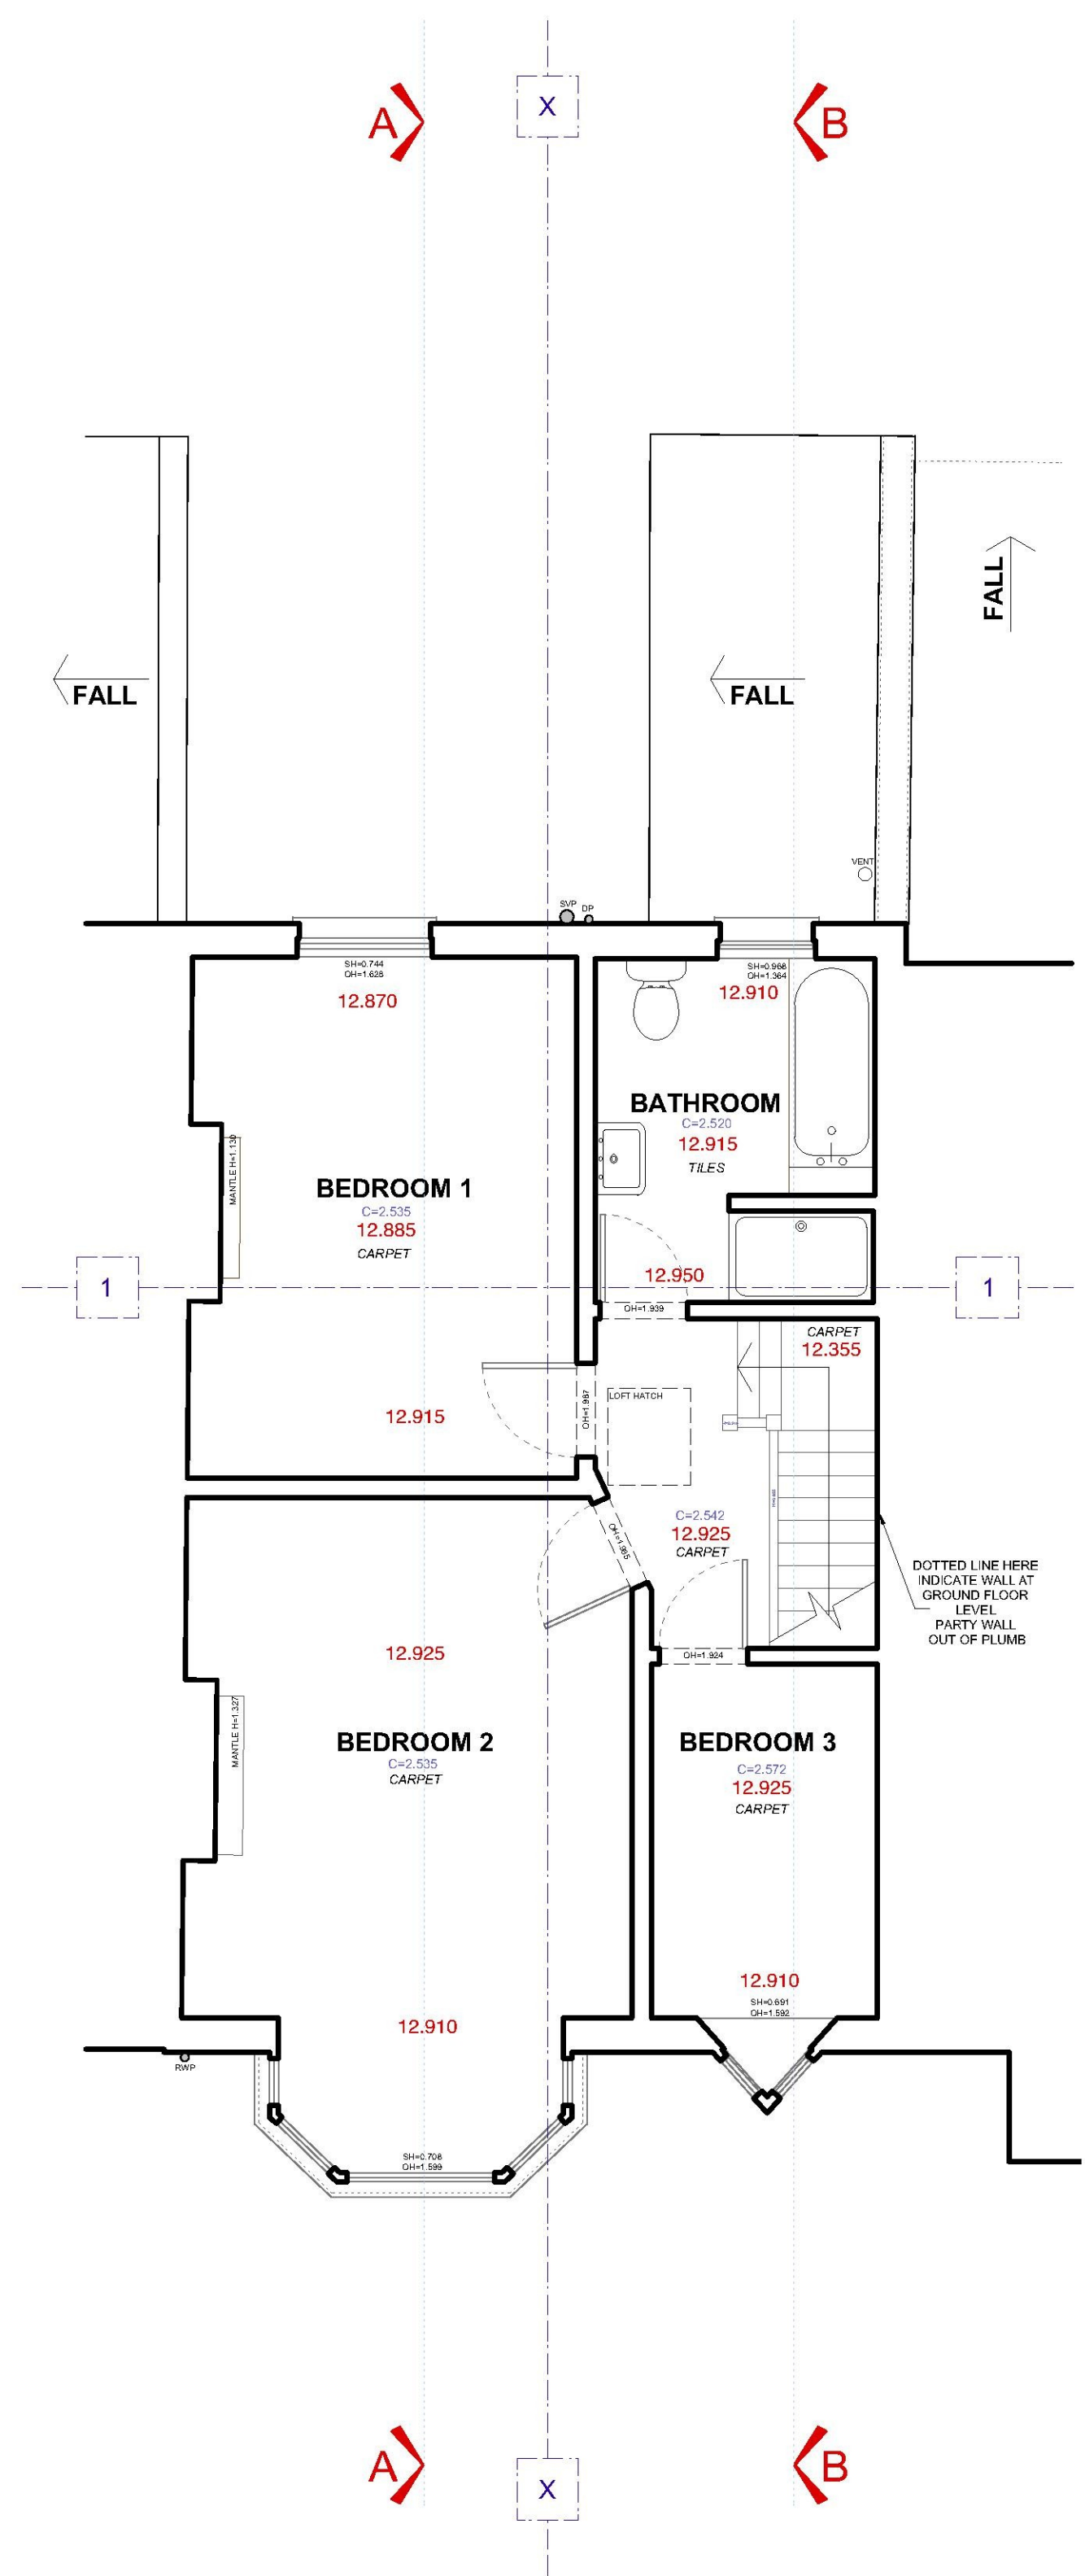 A
X
B
FALL
FALL
FALL
VENT
SVP
DP
SH=0.744
OH=1.628
12.870
SH=0.968
OH=1.364
12.910
BATHROOM
C=2.520
12.915
TILES
MANTLE H=1.130
BEDROOM 1
C=2.535
12.885
CARPET
12.950
1
1
OH=1.939
CARPET
12.355
OH=1.967
LOFT HATCH
12.915
C=2.542
12.925
CARPET
OH=1.985
DOTTED LINE HERE
INDICATE WALL AT
GROUND FLOOR
LEVEL
PARTY WALL
OUT OF PLUMB
12.925
OH=1.924
MANTLE H=1.327
BEDROOM 2
C=2.535
CARPET
BEDROOM 3
C=2.572
12.925
CARPET
12.910
SH=0.691
OH=1.592
12.910
RWP
SH=0.708
OH=1.599
A
B
X